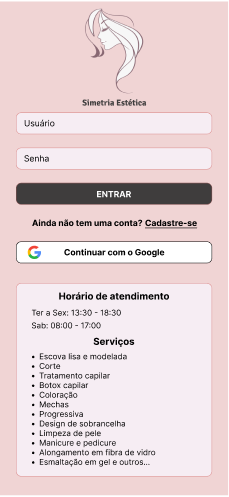 Simetria Estética
Usuário
Senha
ENTRAR
Ainda não tem uma conta? Cadastre-se
Continuar com o Google
Horário de atendimento
Ter a Sex: 13:30 - 18:30
Sab: 08:00 - 17:00
Serviços
• Escova lisa e modelada
• Corte
• Tratamento capilar
• Botox capilar
• Coloração
• Mechas
• Progressiva
• Design de sobrancelha
• Limpeza de pele
• Manicure e pedicure
• Alongamento em fibra de vidro
• Esmaltação em gel e outros...